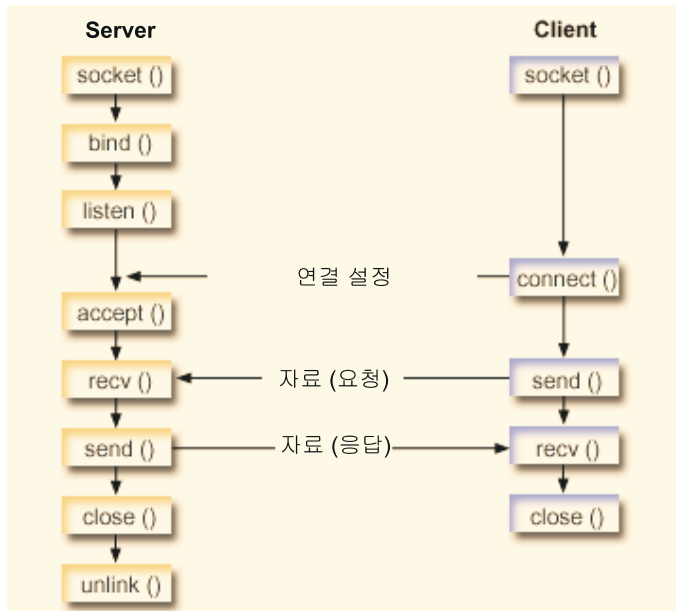 Server
Client
socket ()
socket ()
bind ()
listen ()
연결 설정
connect ()
accept ()
recv ()
자료 (요청)
send ()
send ()
자료 (응답)
recv ()
close ()
close ()
unlink ()